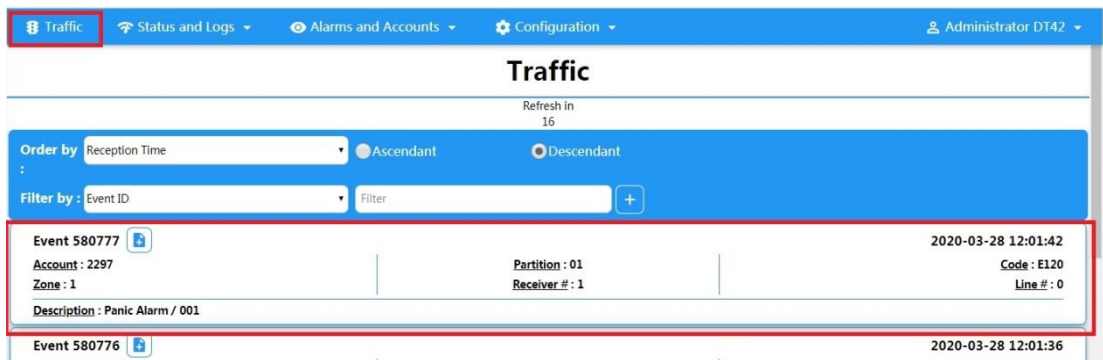 Traffic Status and Logs Alarms and Accounts Configuration Administrator DT42
Traffic
Refresh in
16
Order by : Reception Time Ascendant Descendant
Filter by : Event ID Filter +
Event 580777 2020-03-28 12:01:42
Account : 2297 Partition : 01 Code : E120
Zone : 1 Receiver # : 1 Line # : 0
Description : Panic Alarm / 001
Event 580776 2020-03-28 12:01:36